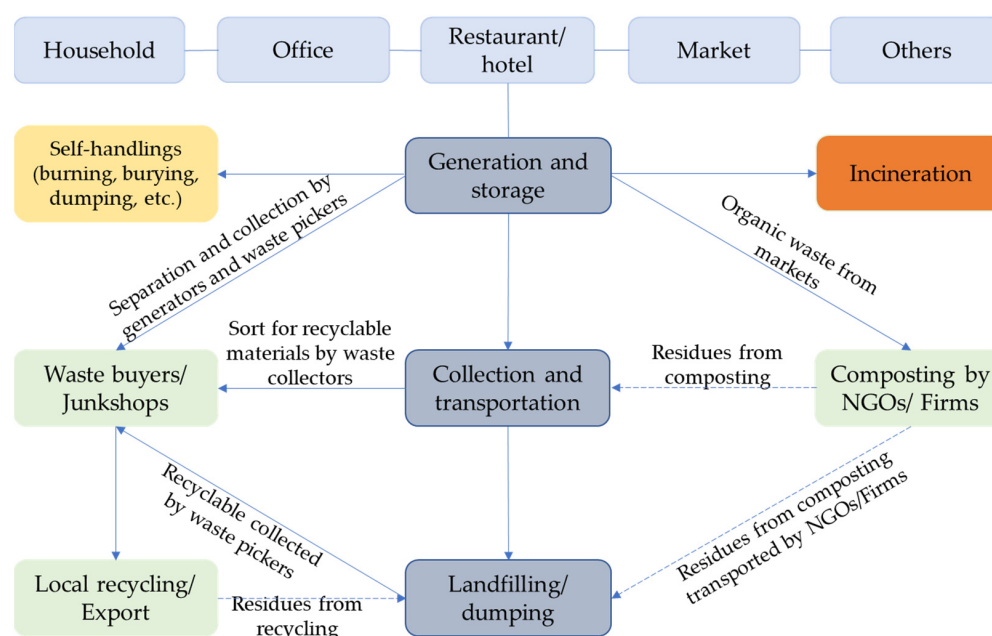 Household
Office
Restaurant/
hotel
Market
Others
Self-handlings
(burning, burying,
dumping, etc.)
Generation and
storage
Incineration
Separation and collection by
generators and waste pickers
Organic waste from
markets
Sort for recyclable
materials by waste
collectors
Residues from
composting
Waste buyers/
Junkshops
Collection and
transportation
Composting by
NGOs/ Firms
Recyclable collected
by waste pickers
Residues from composting
transported by NGOs/Firms
Local recycling/
Export
Residues from
recycling
Landfilling/
dumping